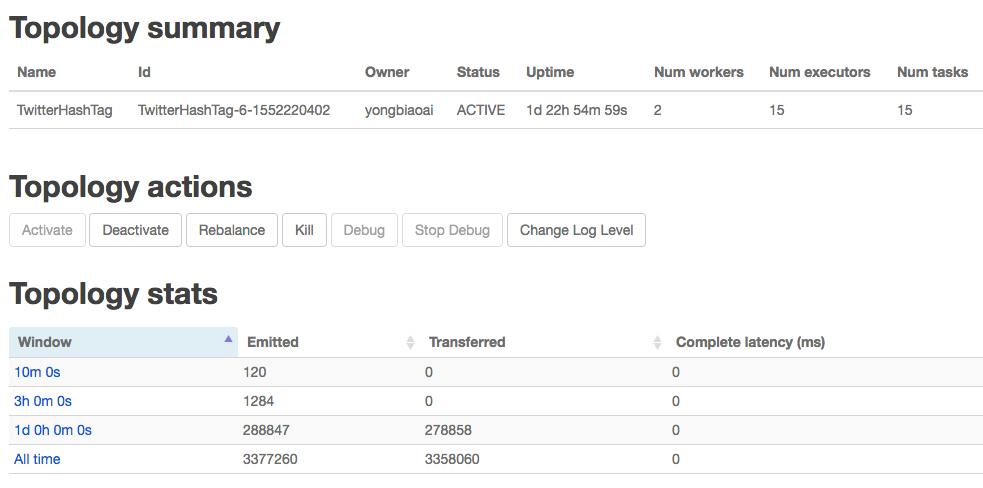 Topology summary
Name Id Owner Status Uptime Num workers Num executors Num tasks
TwitterHashTag TwitterHashTag-6-1552220402 yongbiaoai ACTIVE 1d 22h 54m 59s 2 15 15
Topology actions
Activate Deactivate Rebalance Kill Debug Stop Debug Change Log Level
Topology stats
Window Emitted Transferred Complete latency (ms)
10m 0s 120 0 0
3h 0m 0s 1284 0 0
1d 0h 0m 0s 288847 278858 0
All time 3377260 3358060 0